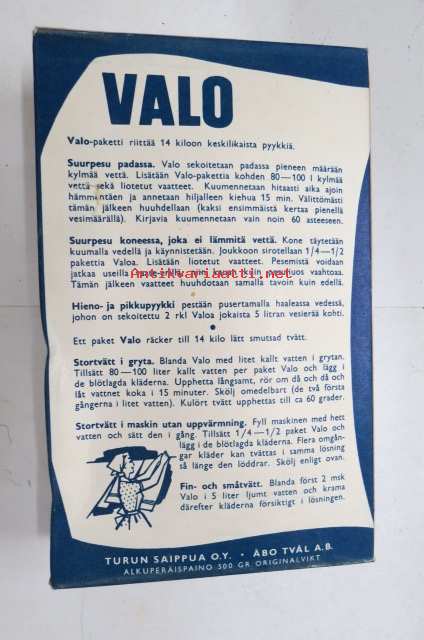 VALO
Valo-paketti riittää 14 kiloon keskilikaista pyykkiä.
Suurpesu padassa. Valo sekoitetaan padassa pieneen määrään
kylmää vettä. Lisätään Valo-pakettia kohden 80—100 l kylmää
vettä sekä liotetut vaatteet. Kuumennetaan hitaasti aika ajoin
hämmentäen ja annetaan hiljalleen kiehua 15 min. Välittömästi
tämän jälkeen huuhdellaan (kaksi ensimmäistä kertaa pienellä
vesimäärällä). Kirjavia kuumennetaan vain noin 60 asteeseen.
Suurpesu koneessa, joka ei lämmitä vettä. Kone täytetään
kuumalla vedellä ja käynnistetään. Joukkoon sirotellaan 1/4—1/2
pakettia Valoa. Lisätään liotetut vaatteet. Pesemistä voidaan
jatkaa useilla kauan kuin vaahtoaa.
Tämän jälkeen vaatteet huuhdotaan samalla tavoin kuin edellä.
www.antikvariaatti.net
Hieno- ja pikkupyykki pestään pusertamalla haaleassa vedessä,
johon on sekoitettu 2 rkl Valoa jokaista 5 litran vesierää kohti.
Ett paket Valo räcker till 14 kilo lätt smutsad tvätt.
Stortvätt i gryta. Blanda Valo med litet kallt vatten i grytan.
Tillsätt 80—100 liter kallt vatten per paket Valo och lägg i
de blötlagda kläderna. Upphetta långsamt, rör om då och då och
låt vattnet koka i 15 minuter. Skölj omedelbart (de två första
gångerna i litet vatten). Kulört tvätt upphettas till ca 60 grader.
Stortvätt i maskin utan uppvärmning. Fyll maskinen med hett
vatten och sätt den i gång. Tillsätt 1/4—1/2 paket Valo och
lägg i de blötlagda kläderna. Flera omgån-
gar kläder kan tvättas i samma lösning
så länge den löddrar. Skölj enligt ovan.
Fin- och småtvätt. Blanda först 2 msk
Valo i 5 liter ljumt vatten och krama
därefter kläderna försiktigt i lösningen.
TURUN SAIPPUA O.Y. • ÅBO TVÅL A.B.
ALKUPERÄISPAINO 500 GR ORIGINALVIKT